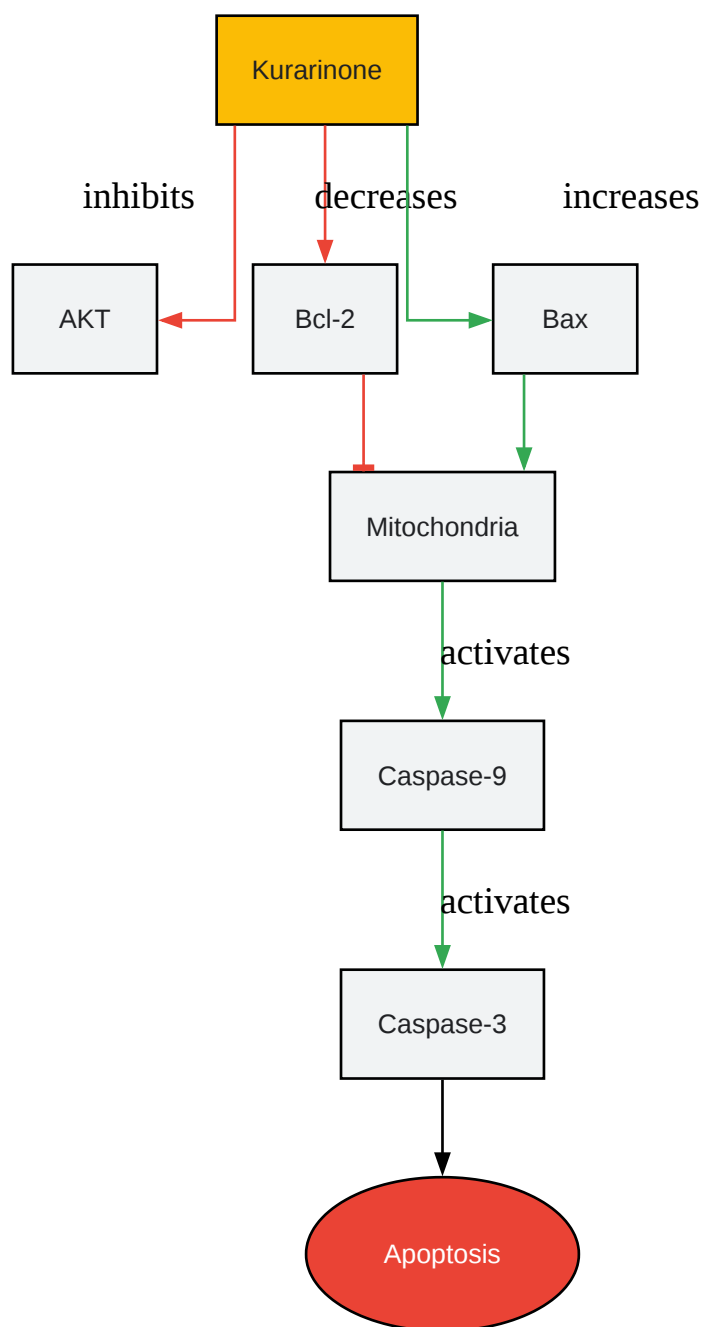 Kurarinone
inhibits
decreases
increases
AKT
Bcl-2
Bax
Mitochondria
activates
Caspase-9
activates
Caspase-3
Apoptosis